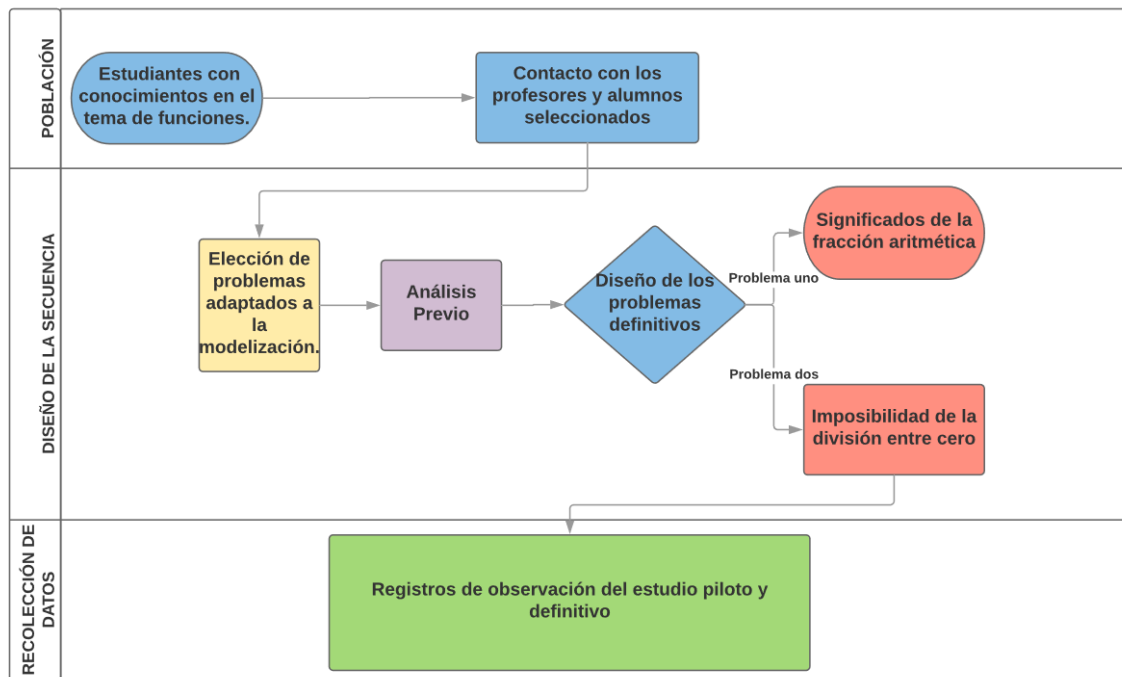 POBLACIÓN
Estudiantes con
conocimientos en el
tema de funciones.
Contacto con los
profesores y alumnos
seleccionados
DISEÑO DE LA SECUENCIA
Elección de
problemas
adaptados a
la
modelización.
Análisis
Previo
Diseño de los
problemas
definitivos
Problema uno
Significados de la
fracción aritmética
Problema dos
Imposibilidad de la
división entre cero
RECOLECCIÓN DE
DATOS
Registros de observación del estudio piloto y
definitivo